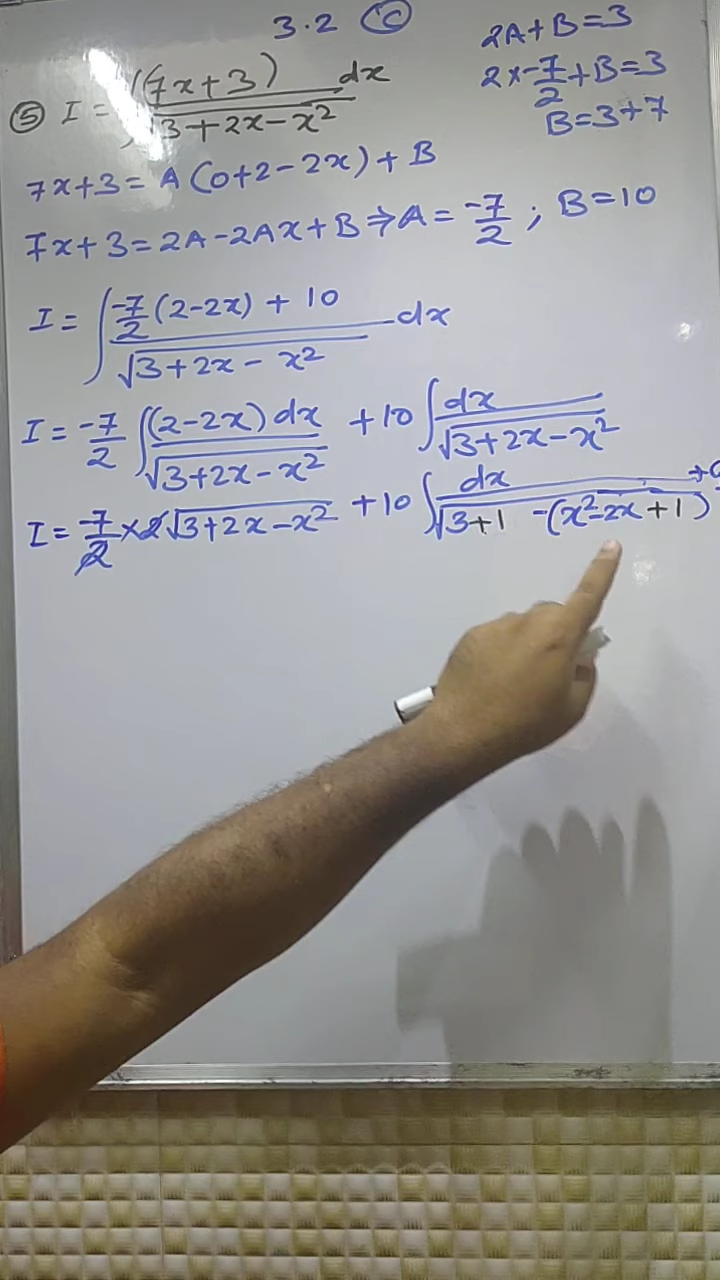 3.2 (C)
2A+B=3
2×-7/2+B=3
B=3+7
⑤ I = ∫(7x+3)/√3+2x-x² dx
7x+3 = A(0+2-2x)+B
7x+3=2A-2Ax+B⇒A=-7/2; B=10
I = ∫-7/2(2-2x)+10/√3+2x-x² dx
I = -7/2∫(2-2x)dx/√3+2x-x² +10∫dx/√3+2x-x²
I = -7/2×2√3+2x-x² +10∫dx/√3+1 -(x²-2x+1) +C